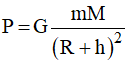 P = G mM / (R + h)²